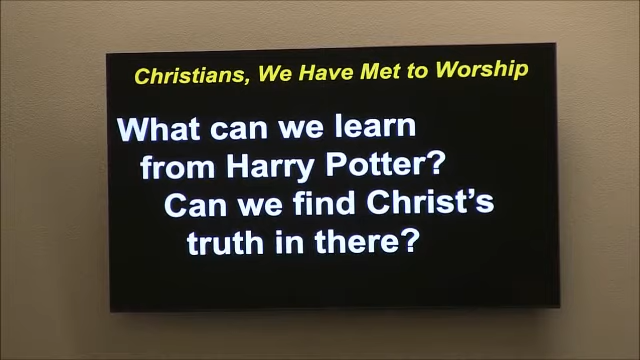 Christians, We Have Met to Worship
What can we learn
from Harry Potter?
Can we find Christ's
truth in there?